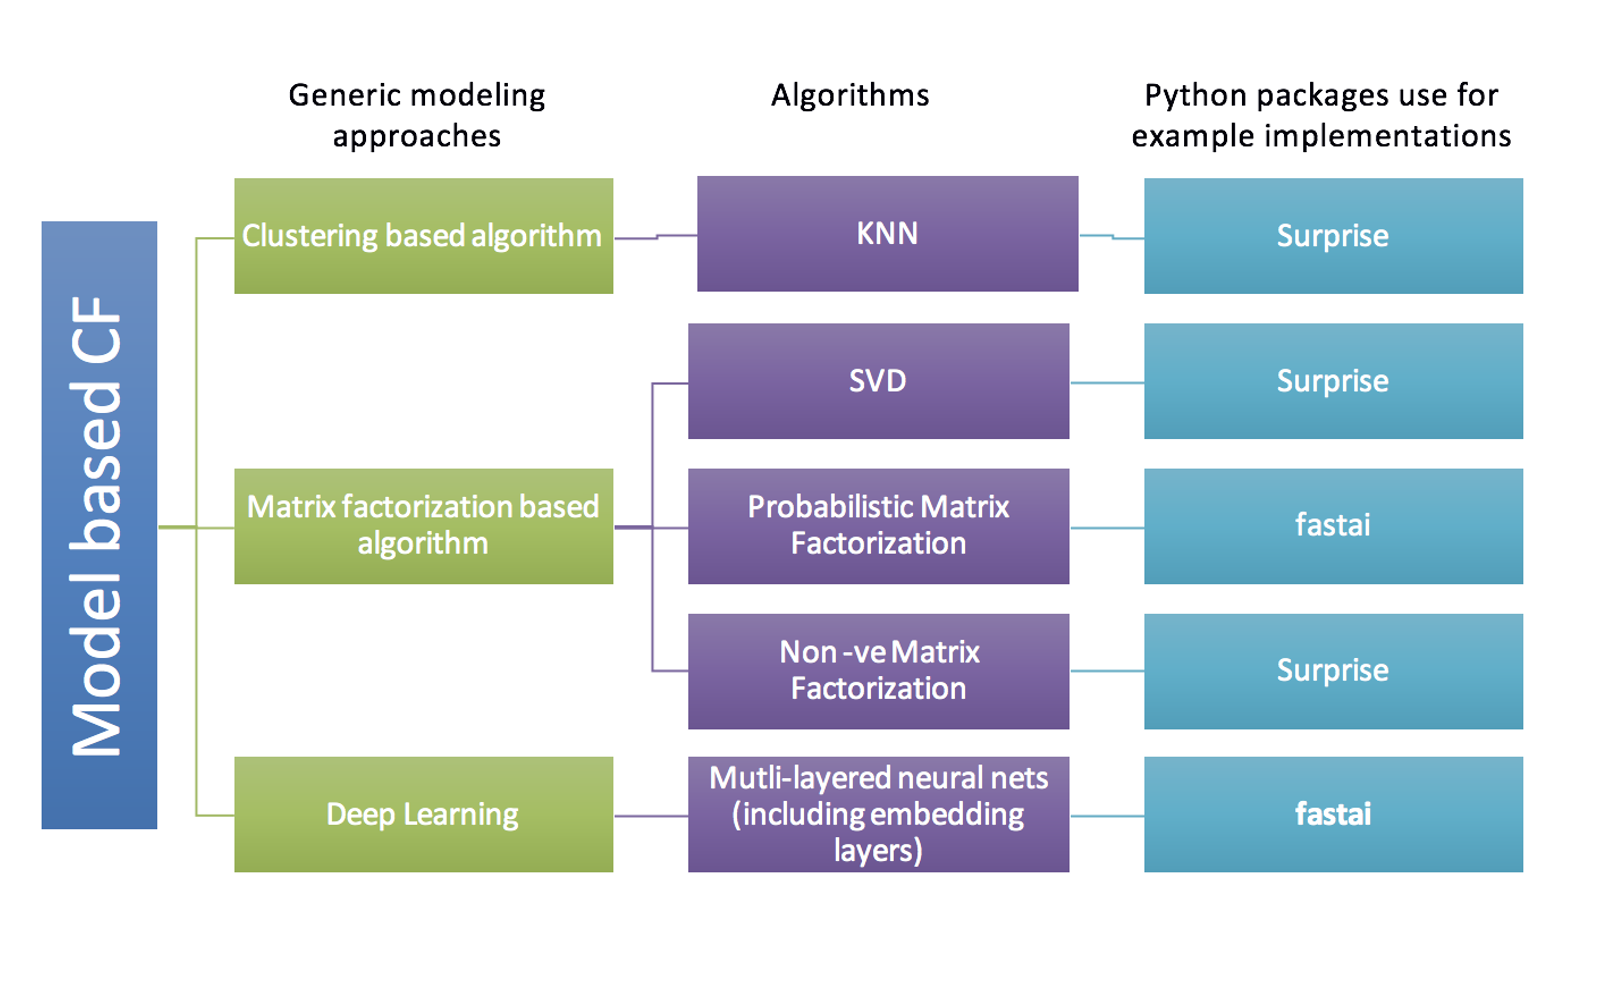 Generic modeling
approaches
Algorithms
Python packages use for
example implementations
Model based CF
Clustering based algorithm
KNN
Surprise
SVD
Surprise
Matrix factorization based
algorithm
Probabilistic Matrix
Factorization
fastai
Non -ve Matrix
Factorization
Surprise
Deep Learning
Mutli-layered neural nets
(including embedding
layers)
fastai